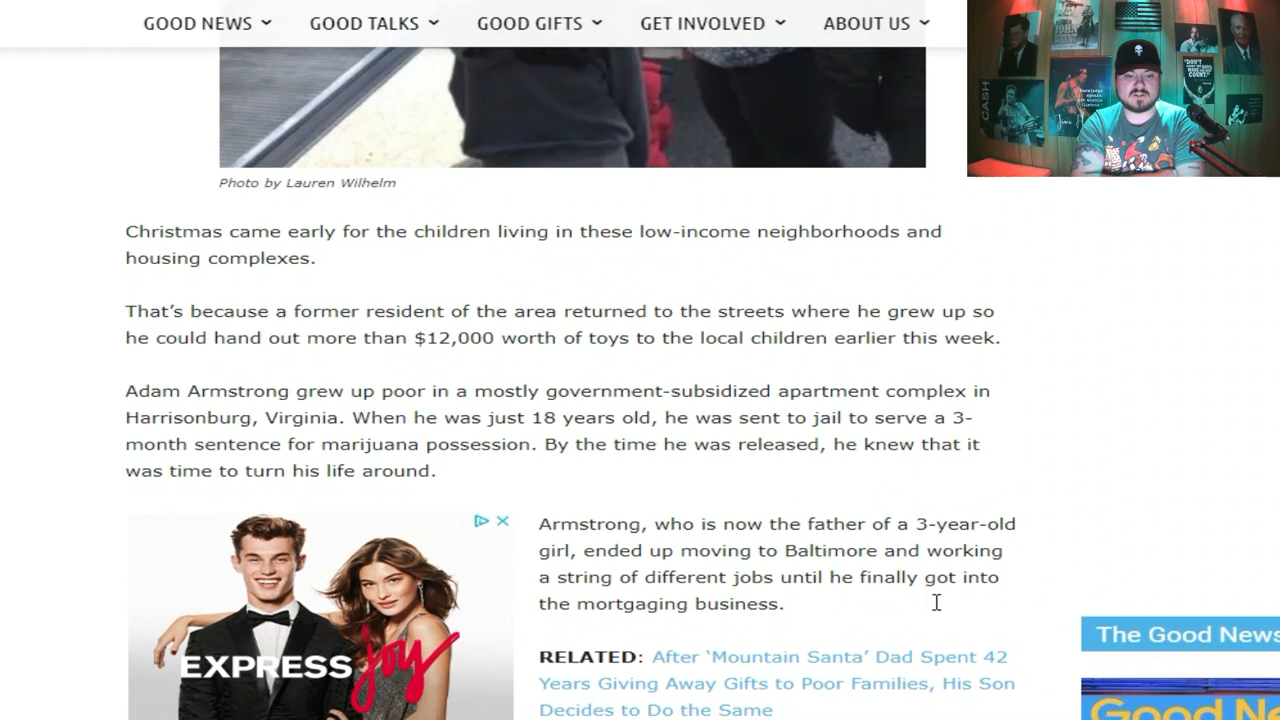 GOOD NEWS GOOD TALKS GOOD GIFTS GET INVOLVED ABOUT US
JOHN
"DON'T
COUNT."
CASH
Photo by Lauren Wilhelm
Christmas came early for the children living in these low-income neighborhoods and
housing complexes.
That’s because a former resident of the area returned to the streets where he grew up so
he could hand out more than $12,000 worth of toys to the local children earlier this week.
Adam Armstrong grew up poor in a mostly government-subsidized apartment complex in
Harrisonburg, Virginia. When he was just 18 years old, he was sent to jail to serve a 3-
month sentence for marijuana possession. By the time he was released, he knew that it
was time to turn his life around.
Armstrong, who is now the father of a 3-year-old
girl, ended up moving to Baltimore and working
a string of different jobs until he finally got into
the mortgaging business.
RELATED: After ‘Mountain Santa’ Dad Spent 42
Years Giving Away Gifts to Poor Families, His Son
Decides to Do the Same
EXPRESS joy
The Good News
Good Ne